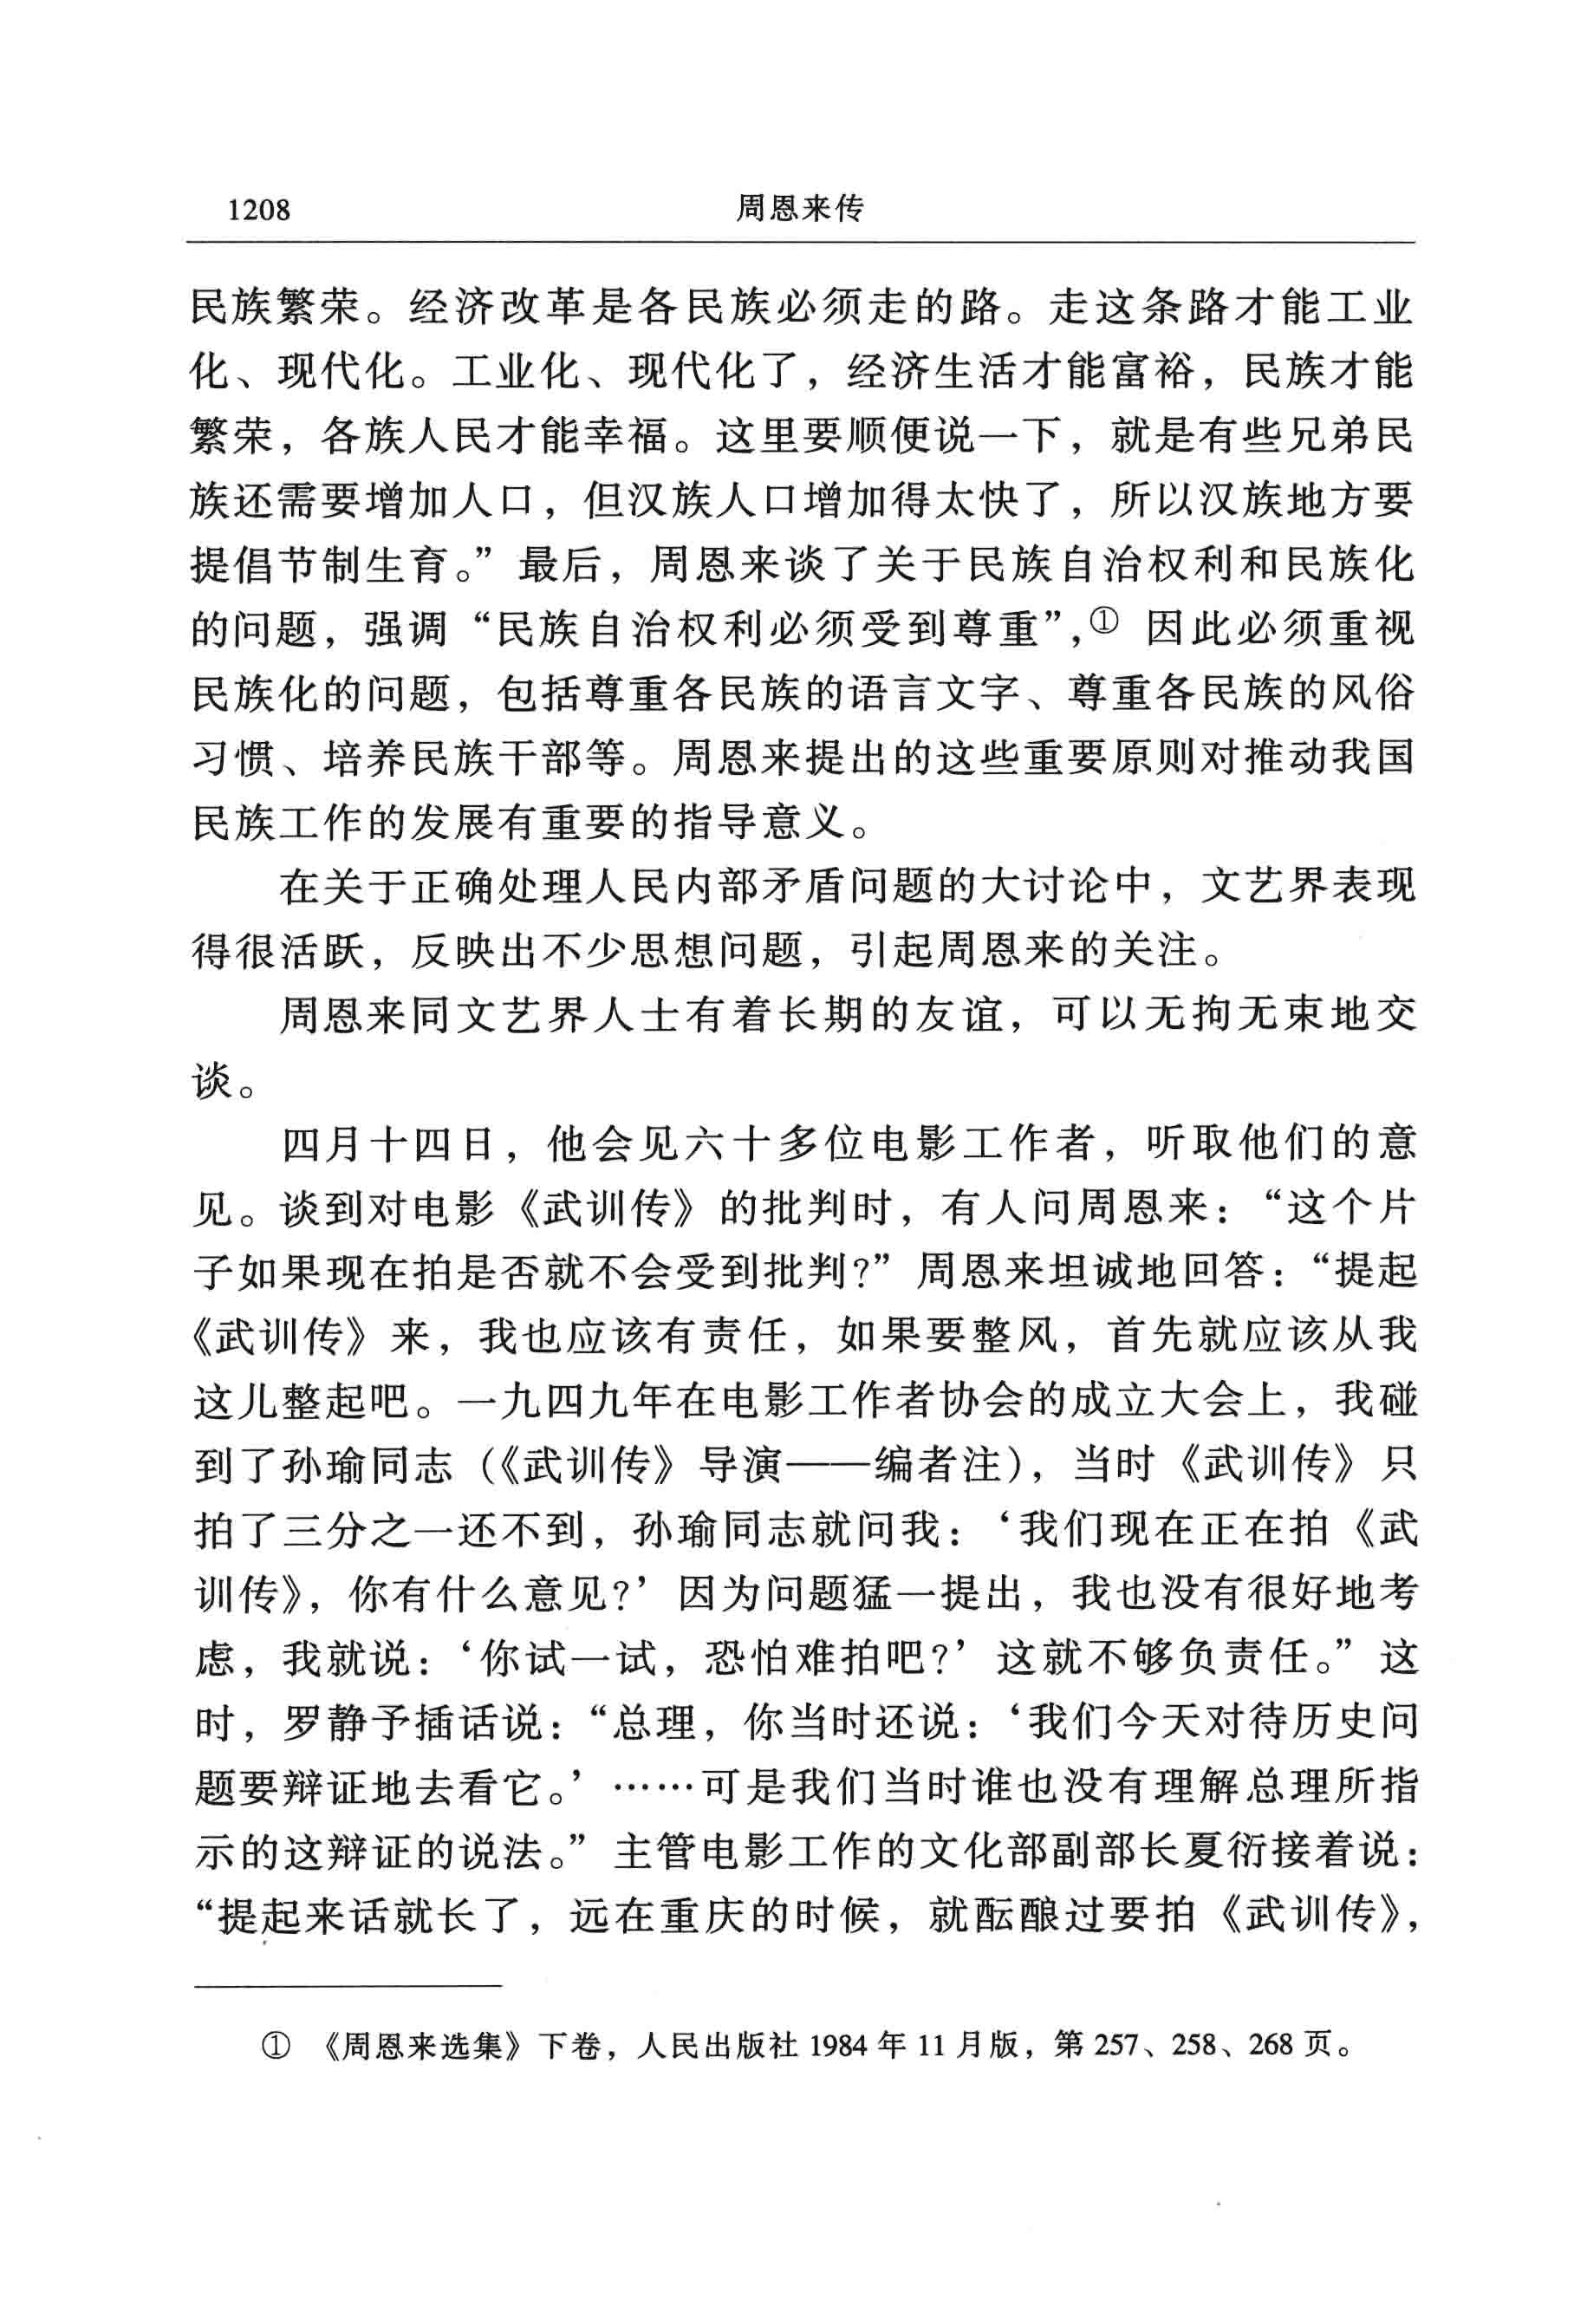 1208
周恩来传
民族繁荣。经济改革是各民族必须走的路。走这条路才能工业
化、现代化。工业化、现代化了，经济生活才能富裕，民族才能
繁荣，各族人民才能幸福。这里要顺便说一下，就是有些兄弟民
族还需要增加人口，但汉族人口增加得太快了，所以汉族地方要
提倡节制生育。”最后，周恩来谈了关于民族自治权利和民族化
的问题，强调“民族自治权利必须受到尊重”，① 因此必须重视
民族化的问题，包括尊重各民族的语言文字、尊重各民族的风俗
习惯、培养民族干部等。周恩来提出的这些重要原则对推动我国
民族工作的发展有重要的指导意义。
在关于正确处理人民内部矛盾问题的大讨论中，文艺界表现
得很活跃，反映出不少思想问题，引起周恩来的关注。
周恩来同文艺界人士有着长期的友谊，可以无拘无束地交
谈。
四月十四日，他会见六十多位电影工作者，听取他们的意
见。谈到对电影《武训传》的批判时，有人问周恩来：“这个片
子如果现在拍是否就不会受到批判？”周恩来坦诚地回答：“提起
《武训传》来，我也应该有责任，如果要整风，首先就应该从我
这儿整起吧。一九四九年在电影工作者协会的成立大会上，我碰
到了孙瑜同志（《武训传》导演——编者注），当时《武训传》只
拍了三分之一还不到，孙瑜同志就问我：‘我们现在正在拍《武
训传》，你有什么意见？’因为问题猛一提出，我也没有很好地考
虑，我就说：‘你试一试，恐怕难拍吧？’这就不够负责任。”这
时，罗静予插话说：“总理，你当时还说：‘我们今天对待历史问
题要辩证地去看它。’……可是我们当时谁也没有理解总理所指
示的这辩证的说法。”主管电影工作的文化部副部长夏衍接着说：
“提起来话就长了，远在重庆的时候，就酝酿过要拍《武训传》，
① 《周恩来选集》下卷，人民出版社 1984 年 11 月版，第 257、258、268 页。